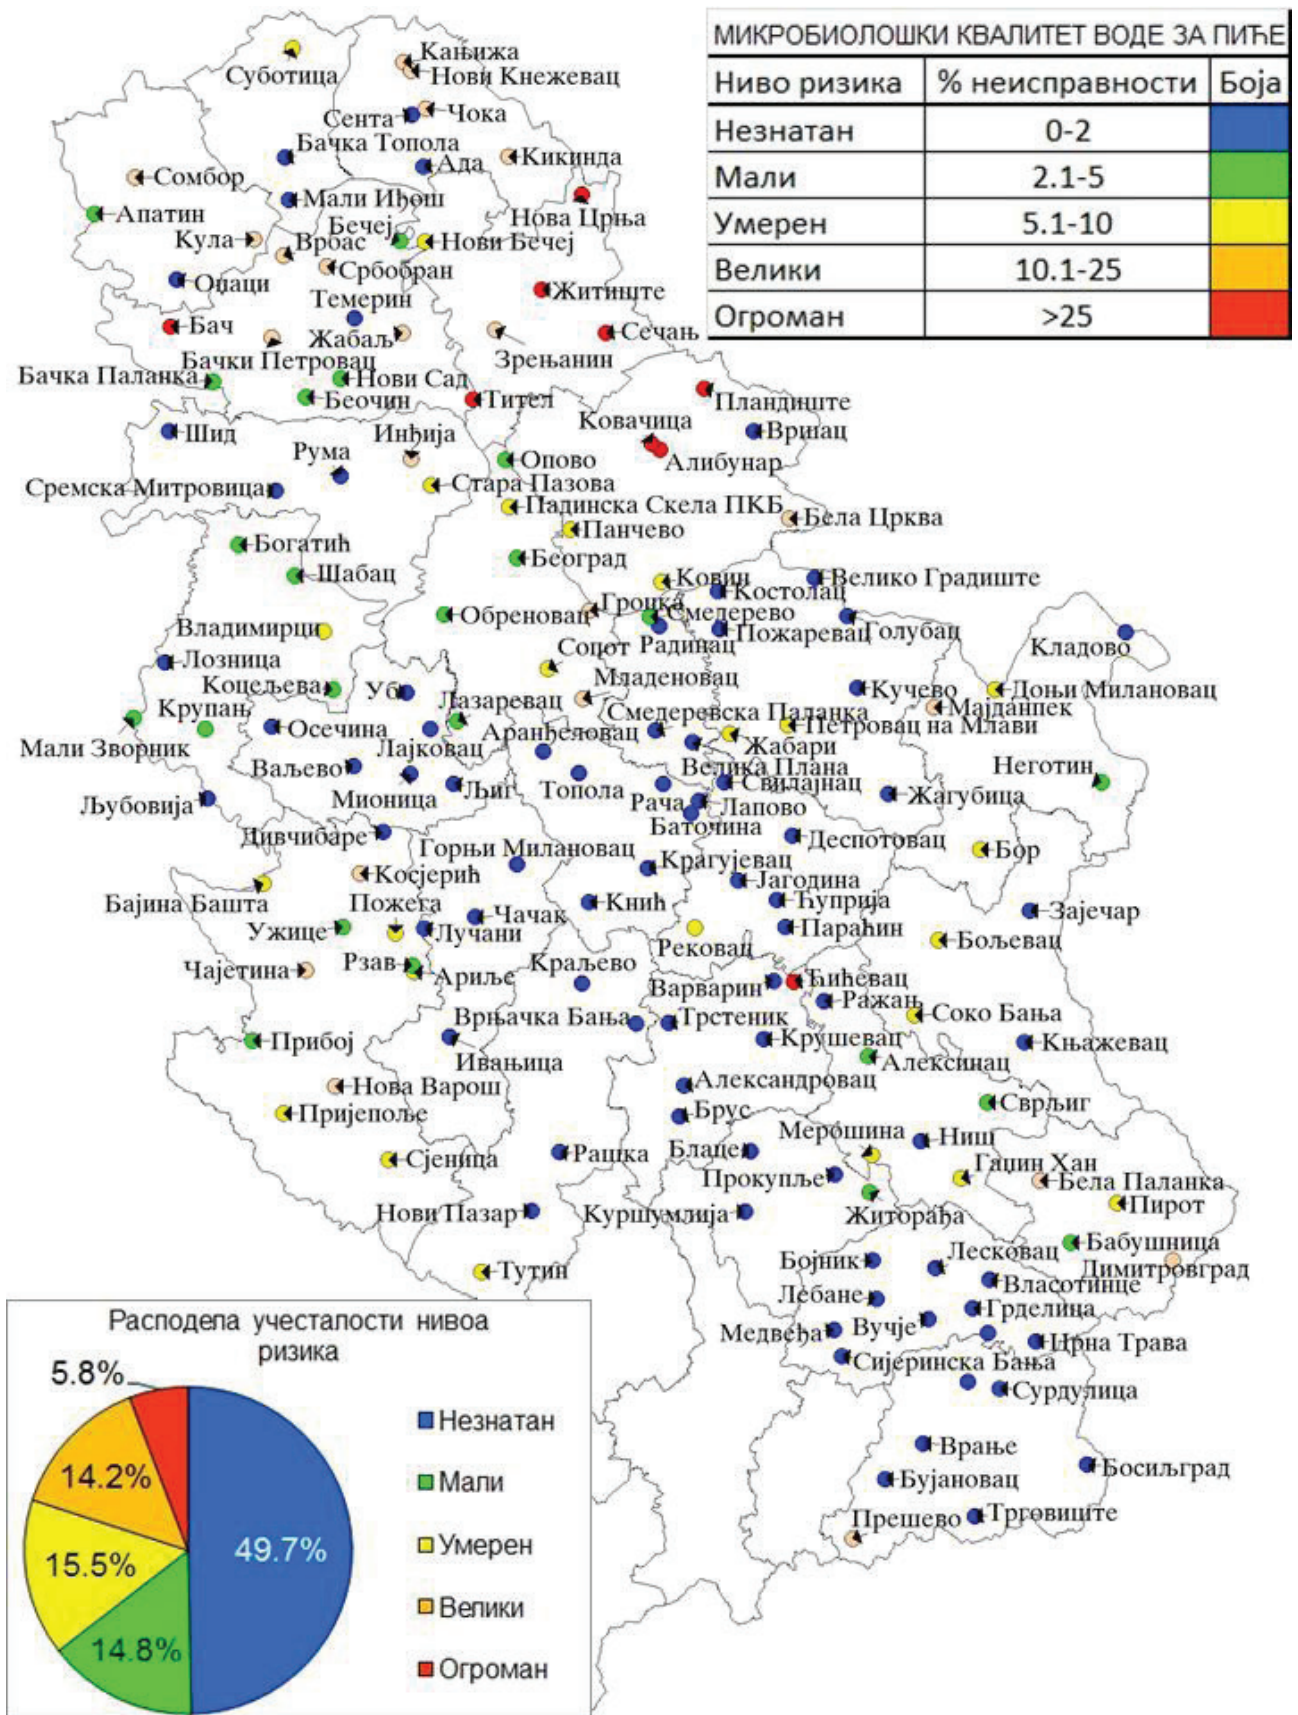 МИКРОБИОЛОШКИ КВАЛИТЕТ ВОДЕ ЗА ПИЋЕ
Ниво ризика % неисправности Боја
Незнатан 0-2
Мали 2.1-5
Умерен 5.1-10
Велики 10.1-25
Огроман >25
Суботица
Кањижа
Нови Кнежевац
Сента
Чока
Бачка Топола
Ада
Кикинда
Сомбор
Мали Иђош
Нова Црња
Апатин
Бечеј
Нови Бечеј
Кула
Врбас
Србобран
Оџаци
Темерин
Житиште
Бач
Жабаљ
Сечањ
Бачки Петровац
Зрењанин
Бачка Паланка
Нови Сад
Беочин
Тител
Пландиште
Ковачица
Вршац
Шид
Инђија
Алибунар
Рума
Опово
Сремска Митровица
Стара Пазова
Падинска Скела ПКБ
Бела Црква
Панчево
Богатић
Београд
Шабац
Ковин
Велико Градиште
Костолац
Гроцка
Обреновац
Смедерево
Голубац
Владимирци
Сопот
Радинац
Пожаревац
Кладово
Лозница
Младеновац
Коцељева
Уб
Кучево
Доњи Милановац
Лазаревац
Мајданпек
Крупањ
Смедеревска Паланка
Петровац на Млави
Мали Зворник
Осечина
Лајковац
Аранђеловац
Жабари
Ваљево
Велика Плана
Неготин
Мионица
Љиг
Топола
Свилајнац
Љубовија
Рача
Лапово
Жагубица
Баточина
Дивчибаре
Деспотовац
Горњи Милановац
Бор
Косјерић
Крагујевац
Јагодина
Бајина Башта
Пожега
Кнић
Ћуприја
Зајечар
Ужице
Лучани
Чачак
Параћин
Рековац
Бољевац
Чајетина
Рзав
Ариље
Краљево
Варварин
Ћићевац
Ражањ
Врњачка Бања
Трстеник
Соко Бања
Прибој
Ивањица
Крушевац
Књажевац
Алексинац
Нова Варош
Александровац
Сврљиг
Пријепоље
Брус
Мерошина
Ниш
Сјеница
Рашка
Блаце
Гаџин Хан
Прокупље
Бела Паланка
Нови Пазар
Куршумлија
Житорађа
Пирот
Бабушница
Тутин
Бојник
Лесковац
Димитровград
Власотинце
Лебане
Грделица
Медвеђа
Вучје
Црна Трава
Сијеринска Бања
Сурдулица
Врање
Бујановац
Босиљград
Прешево
Трговиште
Расподела учесталости нивоа
ризика
5.8%
14.2%
15.5%
14.8%
49.7%
Незнатан
Мали
Умерен
Велики
Огроман